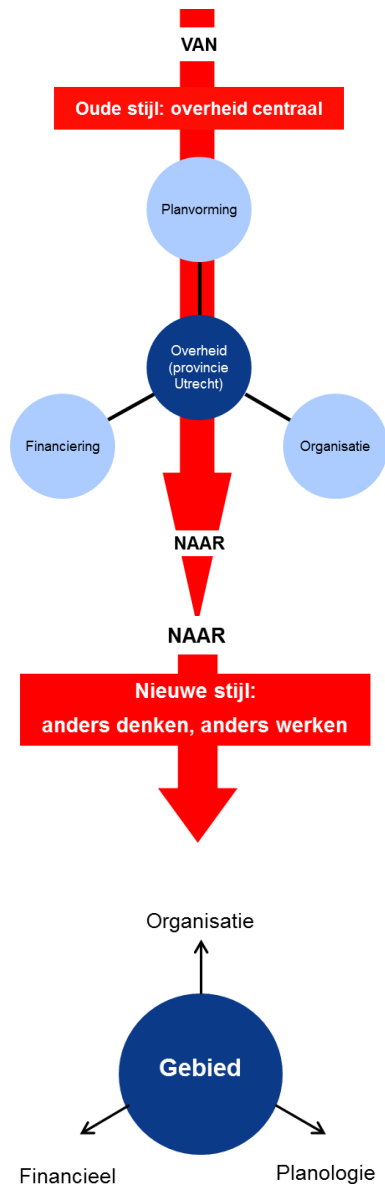 VAN
Oude stijl: overheid centraal
Planvorming
Overheid
(provincie
Utrecht)
Financiering
Organisatie
NAAR
NAAR
Nieuwe stijl:
anders denken, anders werken
Organisatie
Gebied
Financieel
Planologie